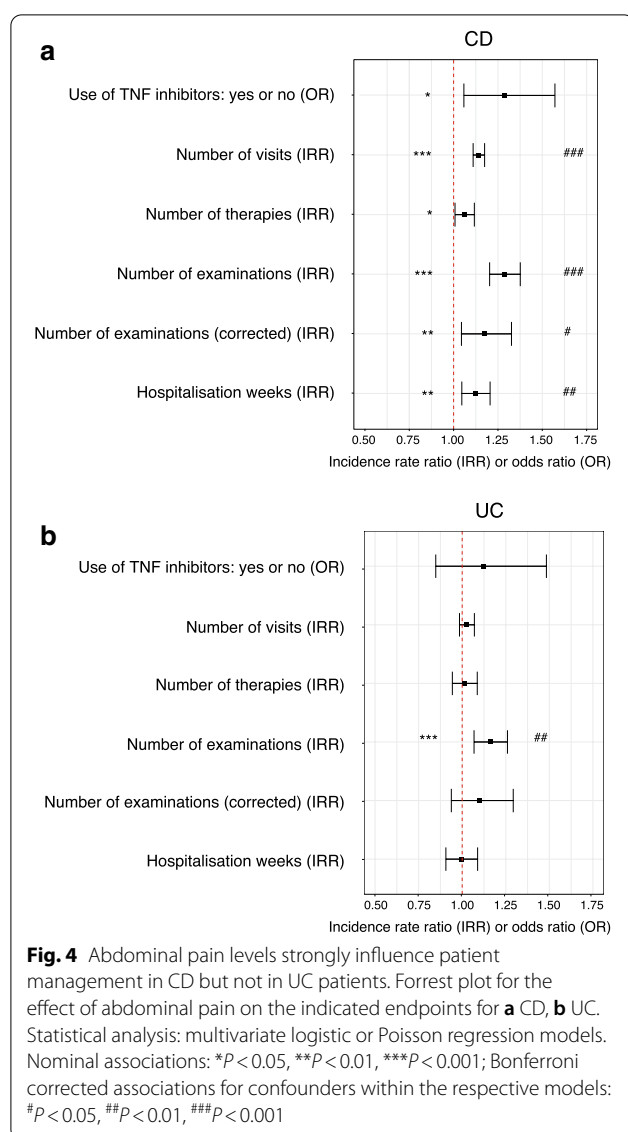 a
CD
Use of TNF inhibitors: yes or no (OR)
*
Number of visits (IRR)
***
###
Number of therapies (IRR)
*
Number of examinations (IRR)
***
###
Number of examinations (corrected) (IRR)
**
#
Hospitalisation weeks (IRR)
**
##
0.50 0.75 1.00 1.25 1.50 1.75
Incidence rate ratio (IRR) or odds ratio (OR)
b
UC
Use of TNF inhibitors: yes or no (OR)
Number of visits (IRR)
Number of therapies (IRR)
Number of examinations (IRR)
***
##
Number of examinations (corrected) (IRR)
Hospitalisation weeks (IRR)
0.50 0.75 1.00 1.25 1.50 1.75
Incidence rate ratio (IRR) or odds ratio (OR)
Fig. 4 Abdominal pain levels strongly influence patient
management in CD but not in UC patients. Forrest plot for the
effect of abdominal pain on the indicated endpoints for a CD, b UC.
Statistical analysis: multivariate logistic or Poisson regression models.
Nominal associations: *P < 0.05, **P < 0.01, ***P < 0.001; Bonferroni
corrected associations for confounders within the respective models:
#P < 0.05, ##P < 0.01, ###P < 0.001